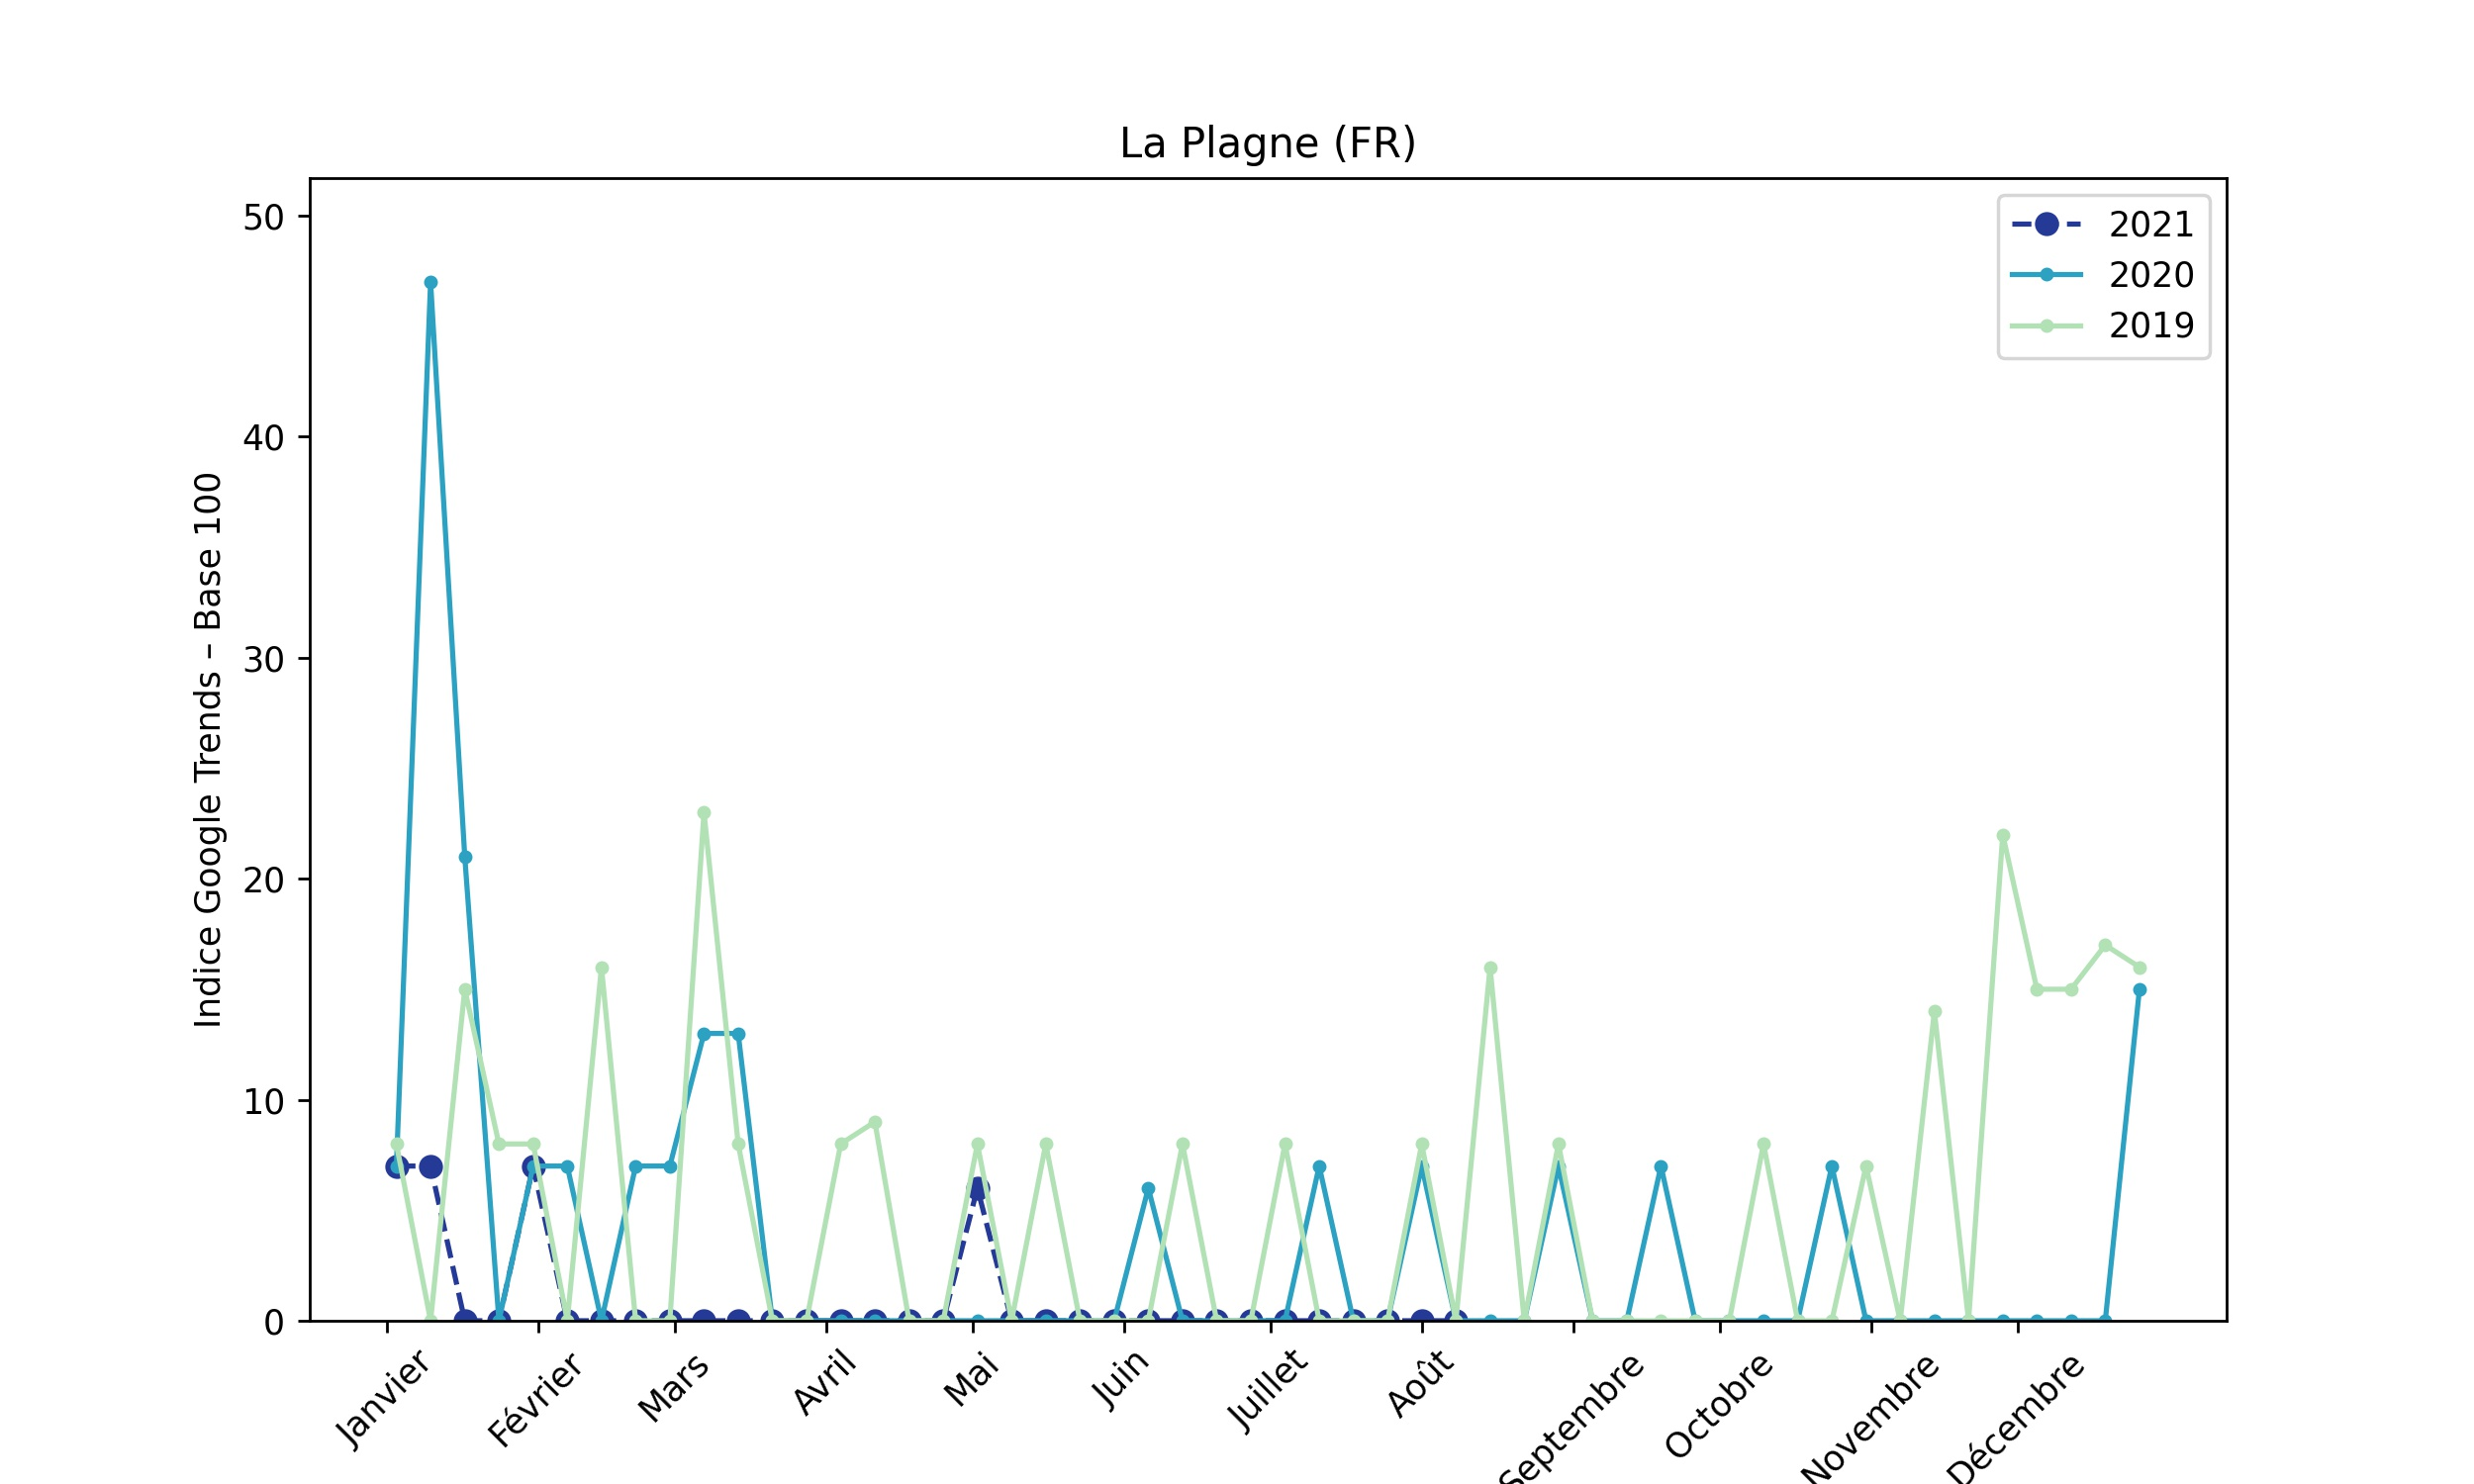 La Plagne (FR)
50
40
30
20
10
0
Indice Google Trends – Base 100
2021
2020
2019
Janvier
Février
Mars
Avril
Mai
Juin
Juillet
Août
Septembre
Octobre
Novembre
Décembre